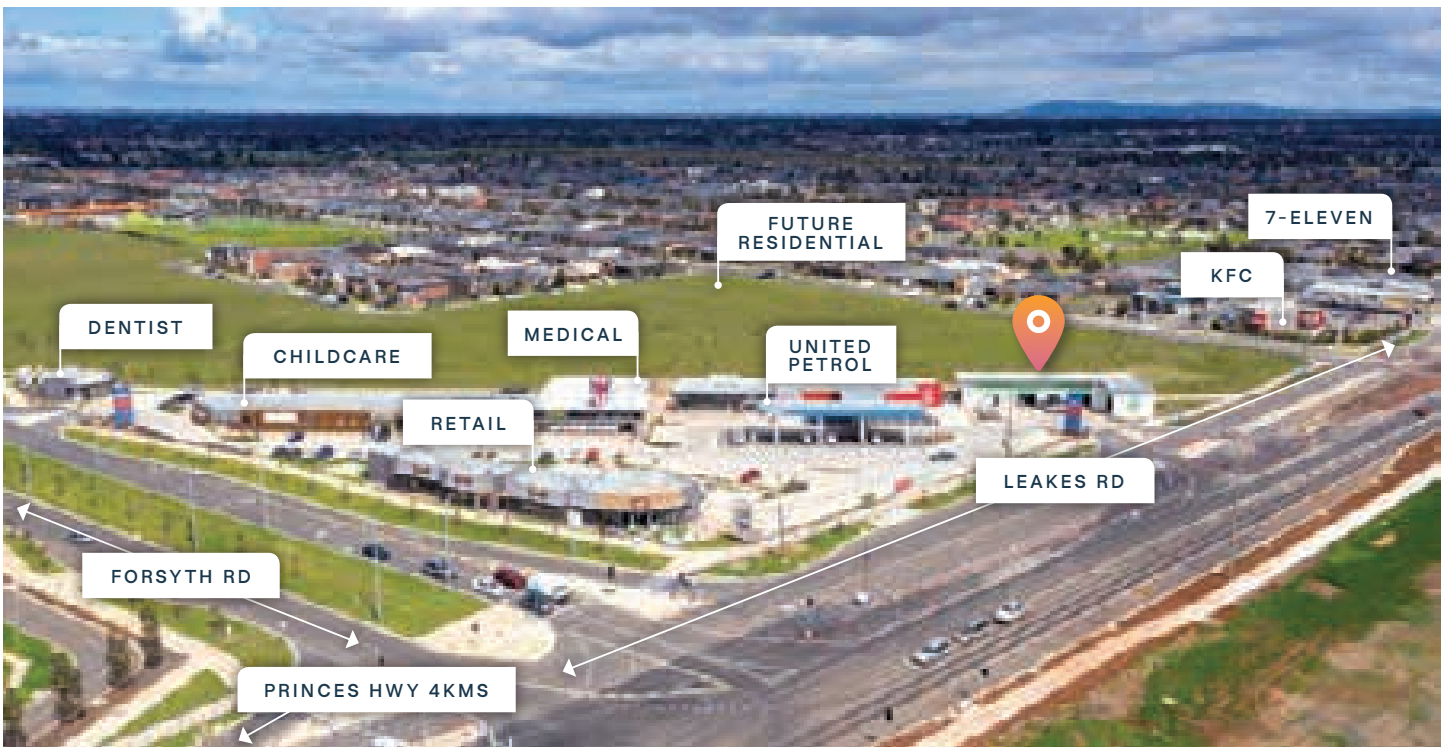 FUTURE
RESIDENTIAL
7-ELEVEN
KFC
DENTIST
CHILDCARE
MEDICAL
UNITED
PETROL
RETAIL
LEAKES RD
FORSYTH RD
PRINCES HWY 4KMS